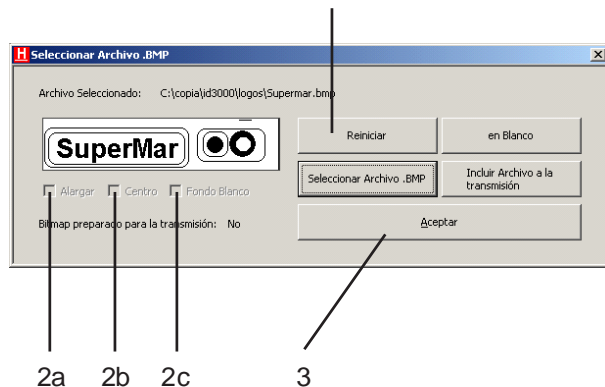 H Seleccionar Archivo .BMP
Archivo Seleccionado: C:\copia\id3000\logos\Supermar.bmp
SuperMar
Reiniciar
en Blanco
Seleccionar Archivo .BMP
Incluir Archivo a la
transmisión
Alargar Centro Fondo Blanco
Bitmap preparado para la transmisión: No
Aceptar
2a 2b 2c 3